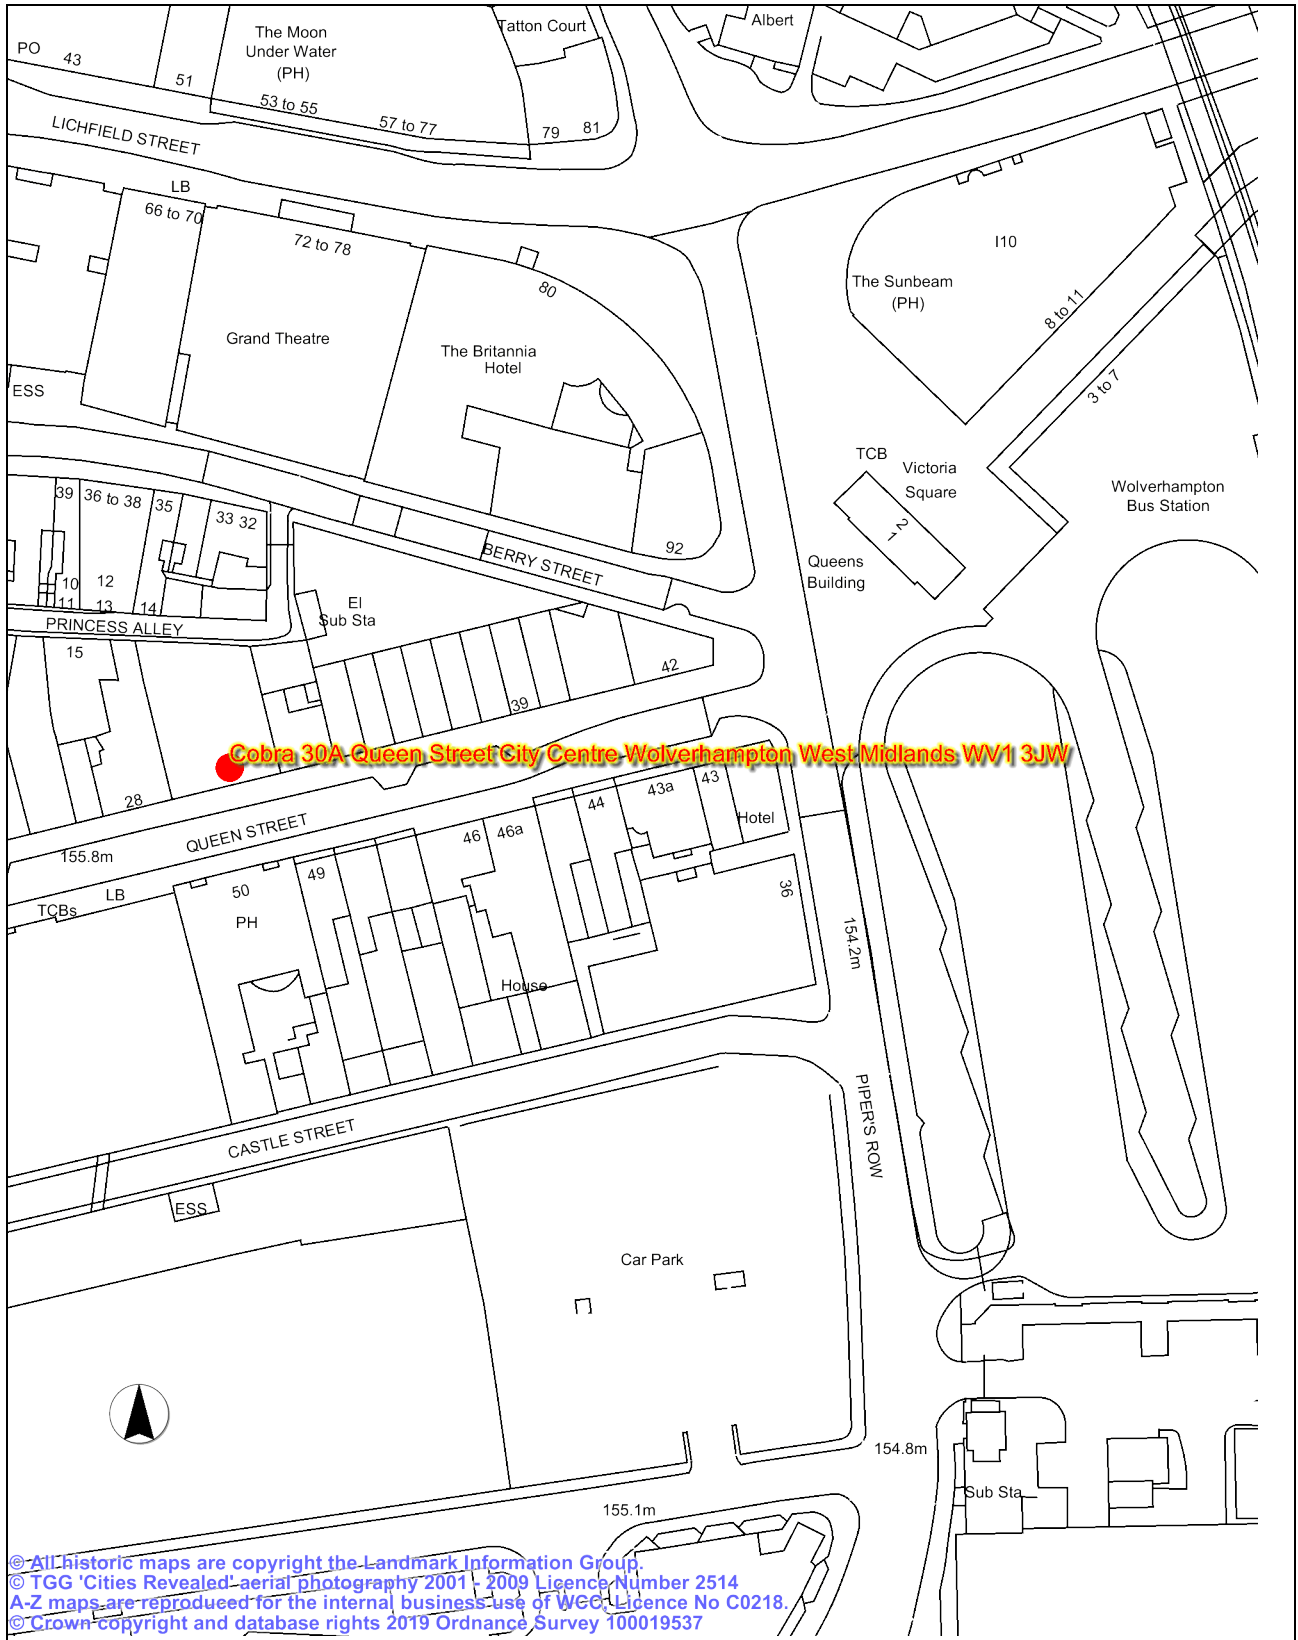 PO
43
51
The Moon
Under Water
(PH)
53 to 55
57 to 77
Tatton Court
79
81
Albert
LICHFIELD STREET
LB
66 to 70
72 to 78
80
Grand Theatre
The Britannia
Hotel
I10
The Sunbeam
(PH)
8 to 11
3 to 7
ESS
39
36 to 38
35
33 32
TCB
Victoria
Square
Wolverhampton
Bus Station
2
1
Queens
Building
92
BERRY STREET
10
12
11
13
14
El
Sub Sta
PRINCESS ALLEY
15
42
39
Cobra 30A Queen Street City Centre Wolverhampton West Midlands WV1 3JW
28
QUEEN STREET
155.8m
43
43a
44
Hotel
46
46a
49
50
36
LB
TCBs
PH
154.2m
House
PIPER'S ROW
CASTLE STREET
ESS
Car Park
154.8m
Sub Sta
155.1m
© All historic maps are copyright the Landmark Information Group.
© TGG 'Cities Revealed' aerial photography 2001 - 2009 Licence Number 2514
A-Z maps are reproduced for the internal business use of WCC, Licence No C0218.
© Crown copyright and database rights 2019 Ordnance Survey 100019537